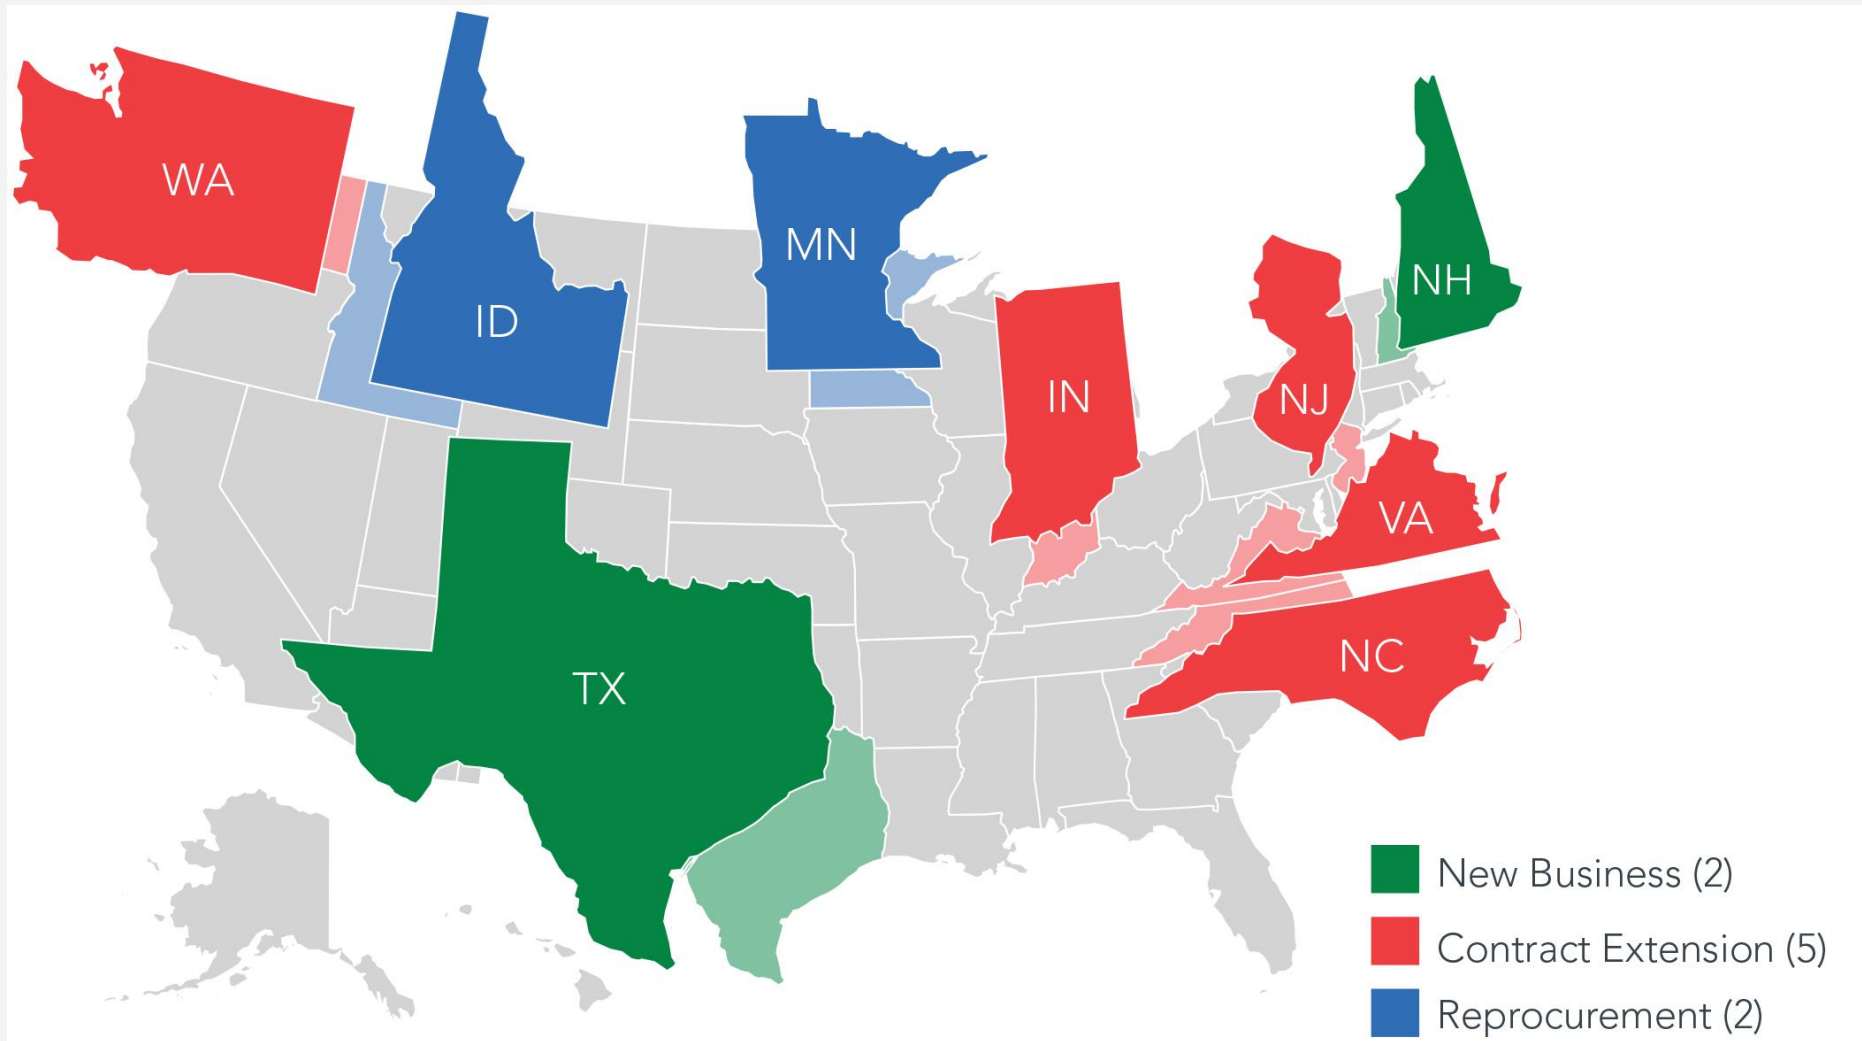 WA
ID
MN
NH
IN
NJ
VA
TX
NC
New Business (2)
Contract Extension (5)
Reprocurement (2)